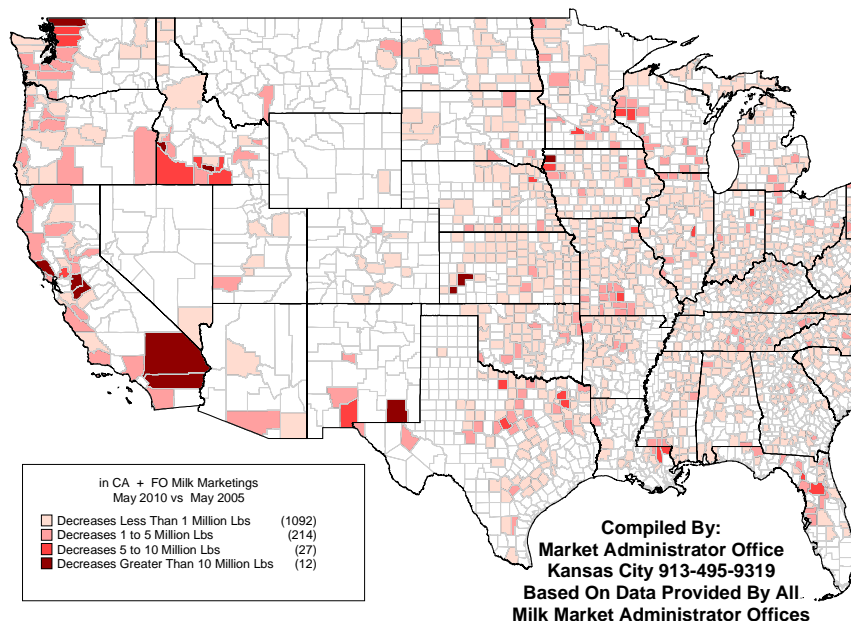 in CA + FO Milk Marketings
May 2010 vs May 2005
Decreases Less Than 1 Million Lbs (1092)
Decreases 1 to 5 Million Lbs (214)
Decreases 5 to 10 Million Lbs (27)
Decreases Greater Than 10 Million Lbs (12)
Compiled By:
Market Administrator Office
Kansas City 913-495-9319
Based On Data Provided By All
Milk Market Administrator Offices